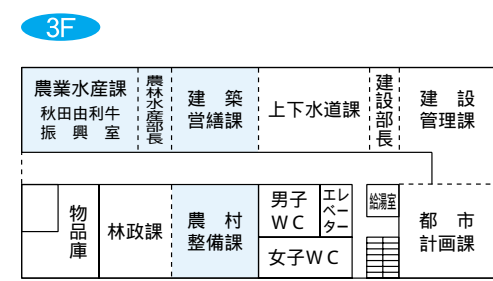 3F
農業水産課
秋田由利牛
振興室
農林水産部長
建築
営繕課
上下水道課
建設部長
建設
管理課
物品庫
林政課
農村
整備課
男子
WC
エレベーター
女子WC
給湯室
都市
計画課